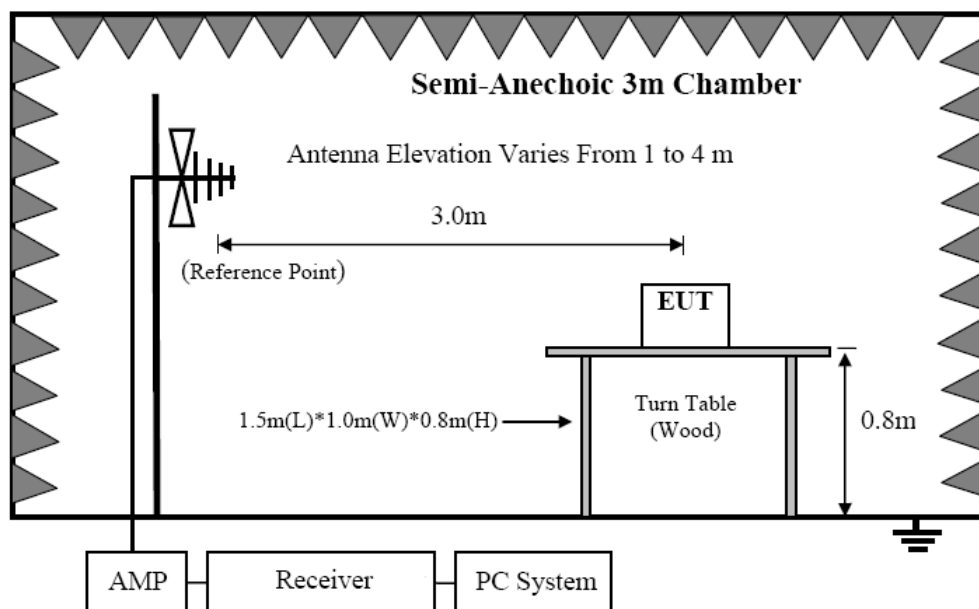 Semi-Anechoic 3m Chamber
Antenna Elevation Varies From 1 to 4 m
3.0m
(Reference Point)
EUT
1.5m(L)*1.0m(W)*0.8m(H)
Turn Table
(Wood)
0.8m
AMP
Receiver
PC System